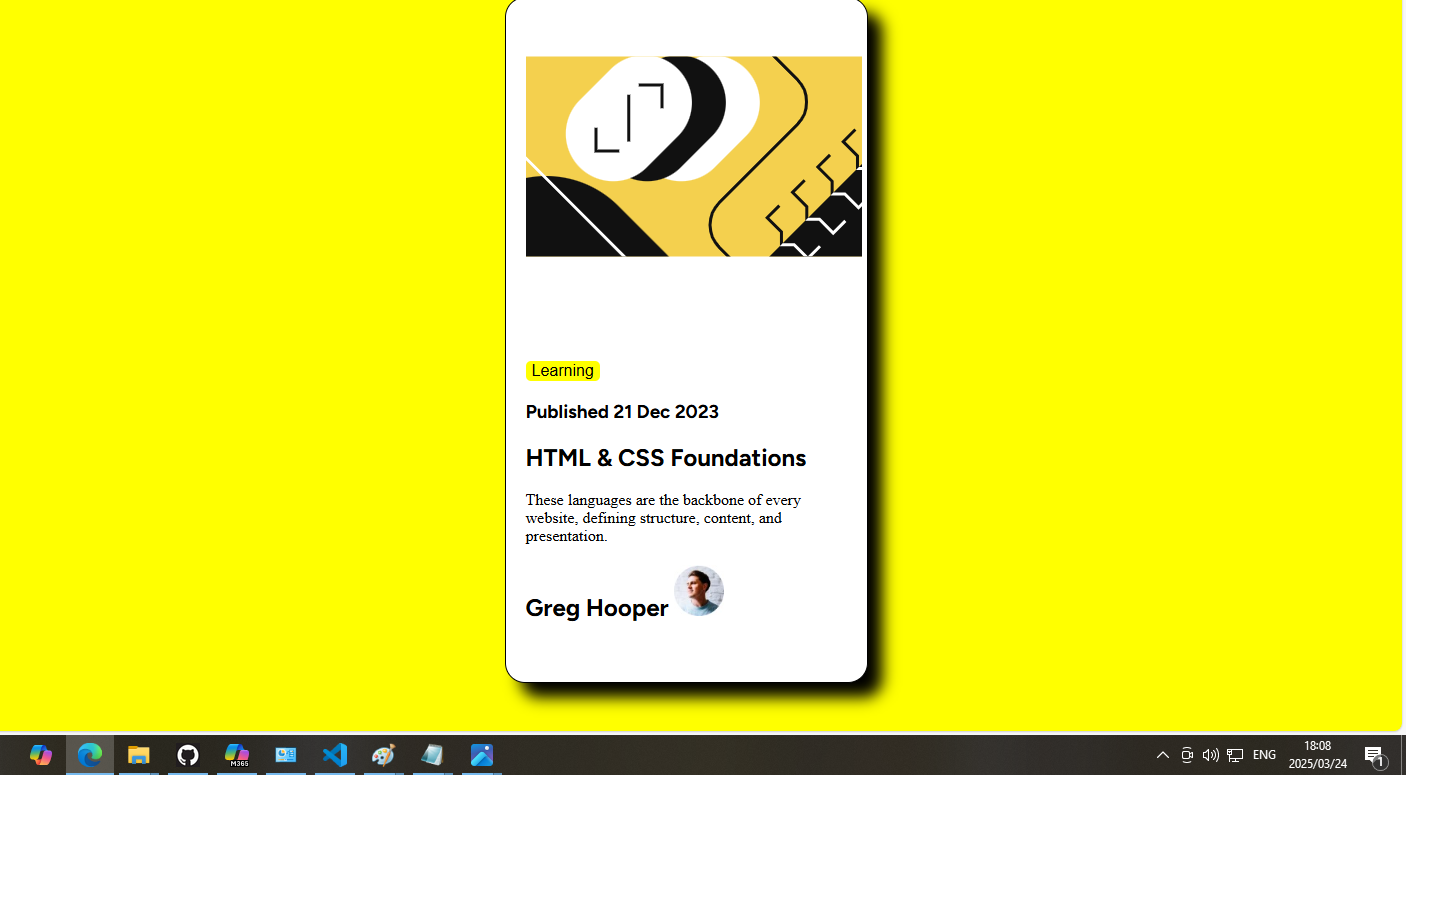 Learning
Published 21 Dec 2023
HTML & CSS Foundations
These languages are the backbone of every
website, defining structure, content, and
presentation.
Greg Hooper
M365
ENG
18:08
2025/03/24
1